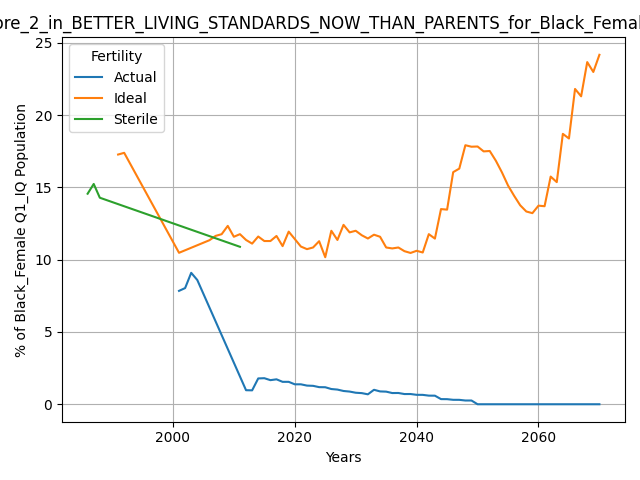 ore_2_in_BETTER_LIVING_STANDARDS_NOW_THAN_PARENTS_for_Black_Femal
Fertility
Actual
Ideal
Sterile
% of Black_Female Q1_IQ Population
25
20
15
10
5
0
2000
2020
2040
2060
Years